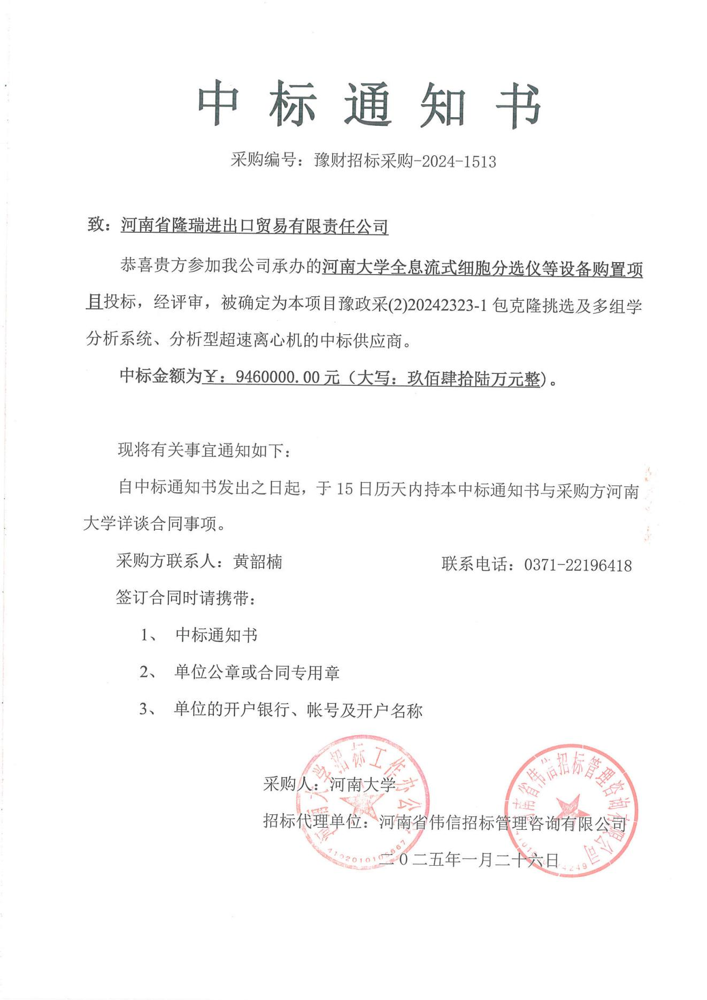 中标通知书
采购编号：豫财招标采购-2024-1513
致：河南省隆瑞进出口贸易有限责任公司
恭喜贵方参加我公司承办的河南大学全息流式细胞分选仪等设备购置项
目投标，经评审，被确定为本项目豫政采(2)20242323-1 包克隆挑选及多组学
分析系统、分析型超速离心机的中标供应商。
中标金额为￥：9460000.00 元（大写：玖佰肆拾陆万元整）。
现将有关事宜通知如下：
自中标通知书发出之日起，于 15 日历天内持本中标通知书与采购方河南
大学详谈合同事项。
采购方联系人：黄韶楠 联系电话：0371-22196418
签订合同时请携带：
1、 中标通知书
2、 单位公章或合同专用章
3、 单位的开户银行、帐号及开户名称
采购人：河南大学
招标代理单位：河南省伟信招标管理咨询有限公司
二0二五年一月二十六日
河南大学招标工作办公室
4102010105667
河南省伟信招标管理咨询有限公司